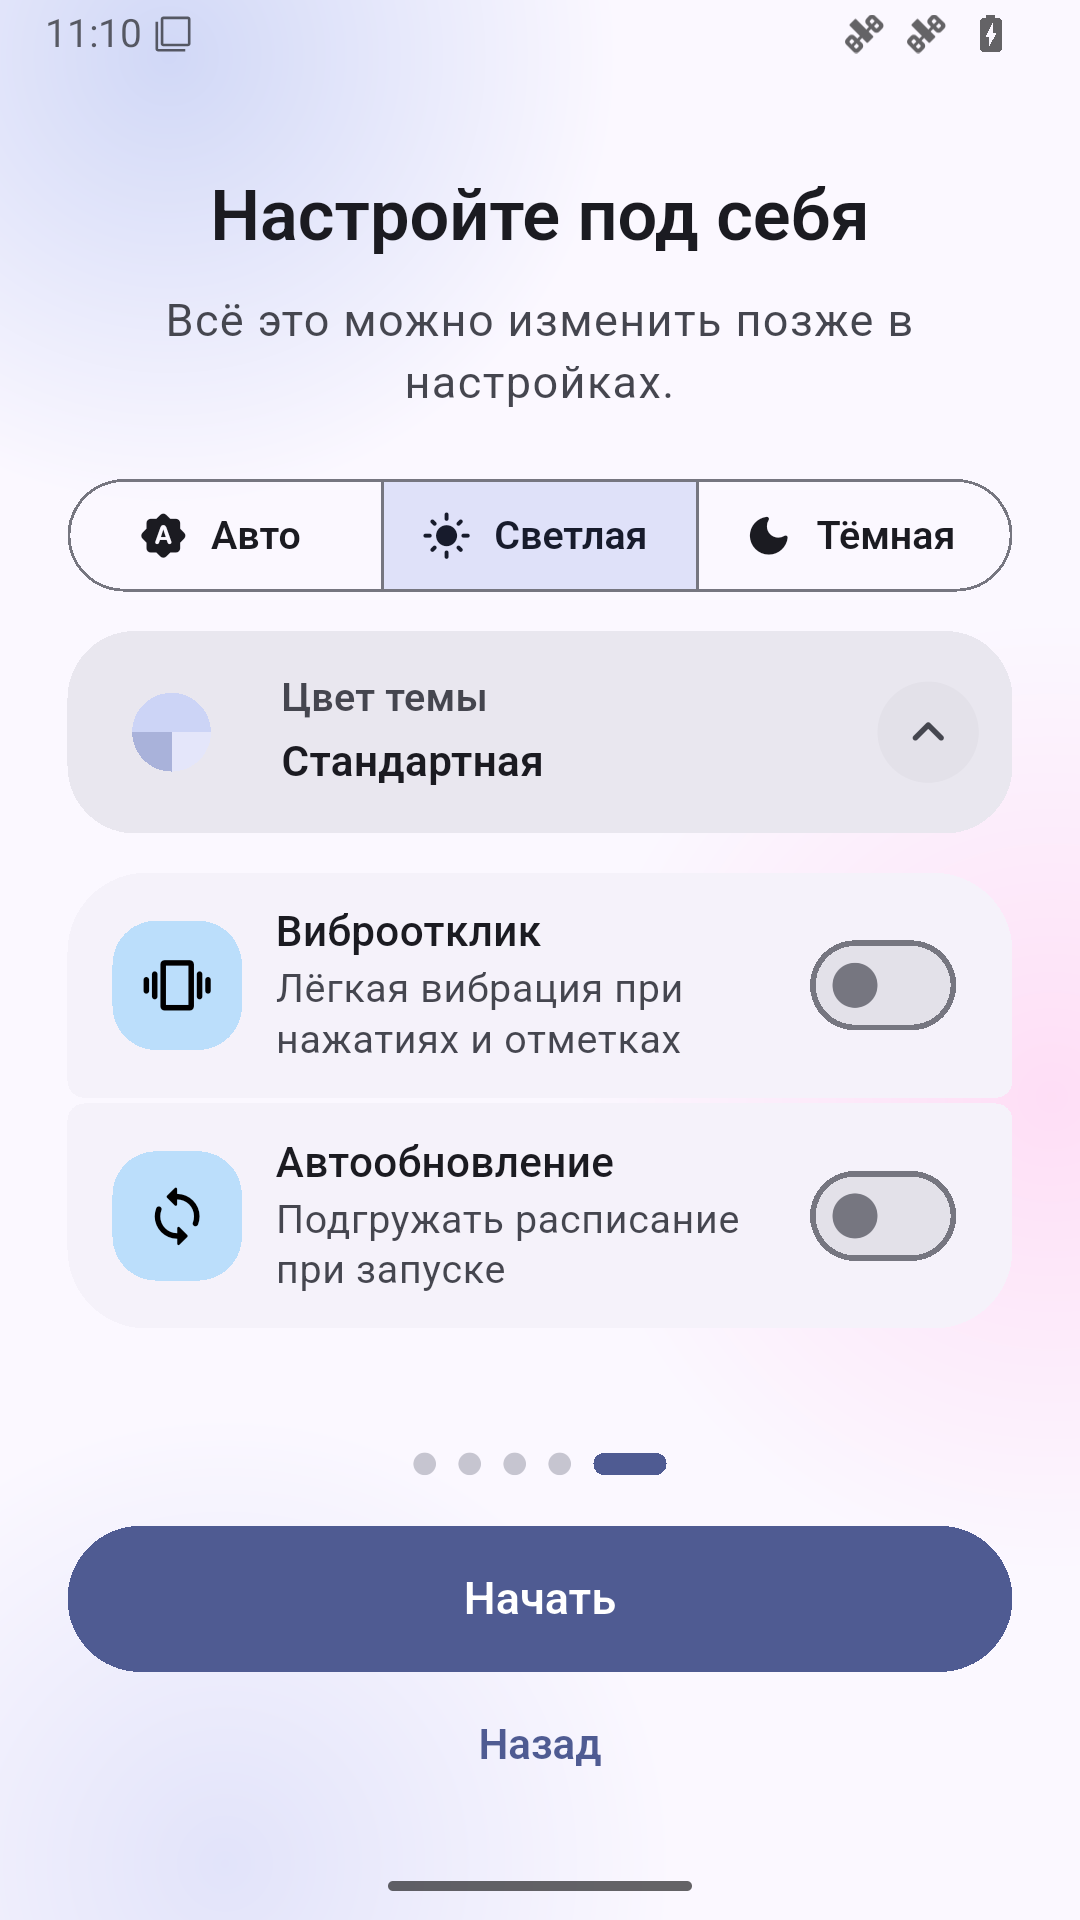 11:10
Настройте под себя
Всё это можно изменить позже в
настройках.
Авто
Светлая
Тёмная
Цвет темы
Стандартная
Виброотклик
Лёгкая вибрация при
нажатиях и отметках
Автообновление
Подгружать расписание
при запуске
Начать
Назад